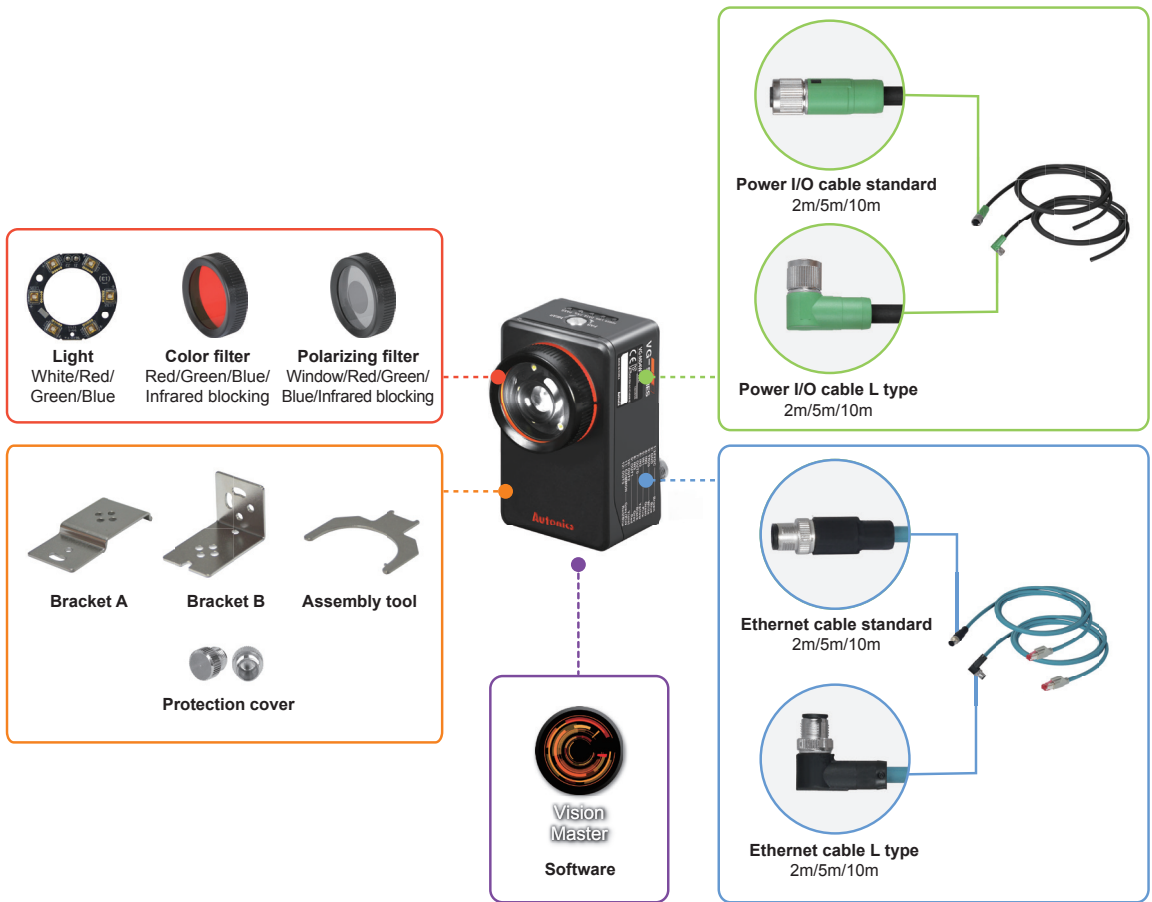 Power I/O cable standard
2m/5m/10m
Power I/O cable L type
2m/5m/10m
Light
White/Red/
Green/Blue
Color filter
Red/Green/Blue/
Infrared blocking
Polarizing filter
Window/Red/Green/
Blue/Infrared blocking
Bracket A
Bracket B
Assembly tool
Protection cover
Autonics
Vision
Master
Software
Ethernet cable standard
2m/5m/10m
Ethernet cable L type
2m/5m/10m